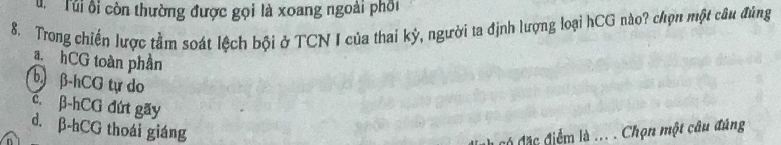 Túi ối còn thường được gọi là xoang ngoài phôi
8. Trong chiến lược tầm soát lệch bội ở TCN I của thai kỳ, người ta định lượng loại hCG nào? chọn một câu đúng
a. hCG toàn phần
b. β-hCG tự do
c. β-hCG đứt gãy
d. β-hCG thoái giáng
có đặc điểm là .... Chọn một câu đúng